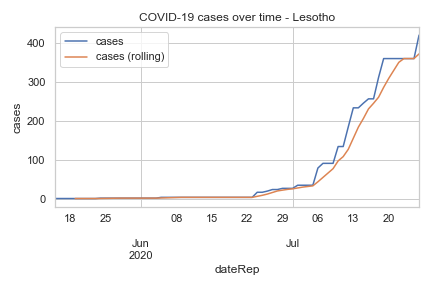 COVID-19 cases over time - Lesotho
cases
cases (rolling)
400
300
200
100
0
cases
18 25 08 15 22 29 06 13 20
Jun Jul
2020
dateRep